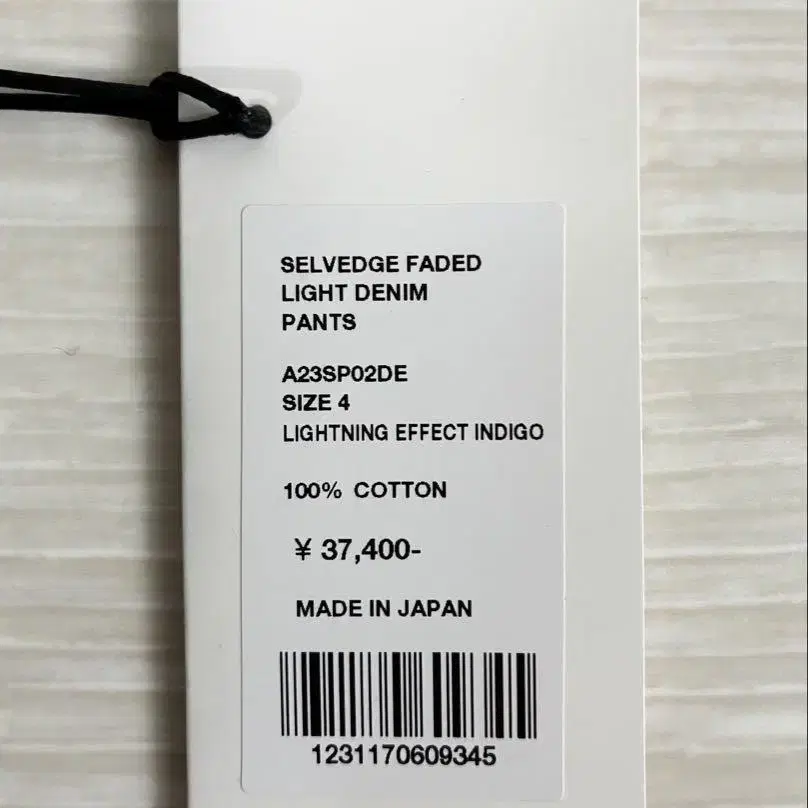 SELVEDGE FADED
LIGHT DENIM
PANTS
A23SP02DE
SIZE 4
LIGHTNING EFFECT INDIGO
100% COTTON
¥ 37,400-
MADE IN JAPAN
1231170609345